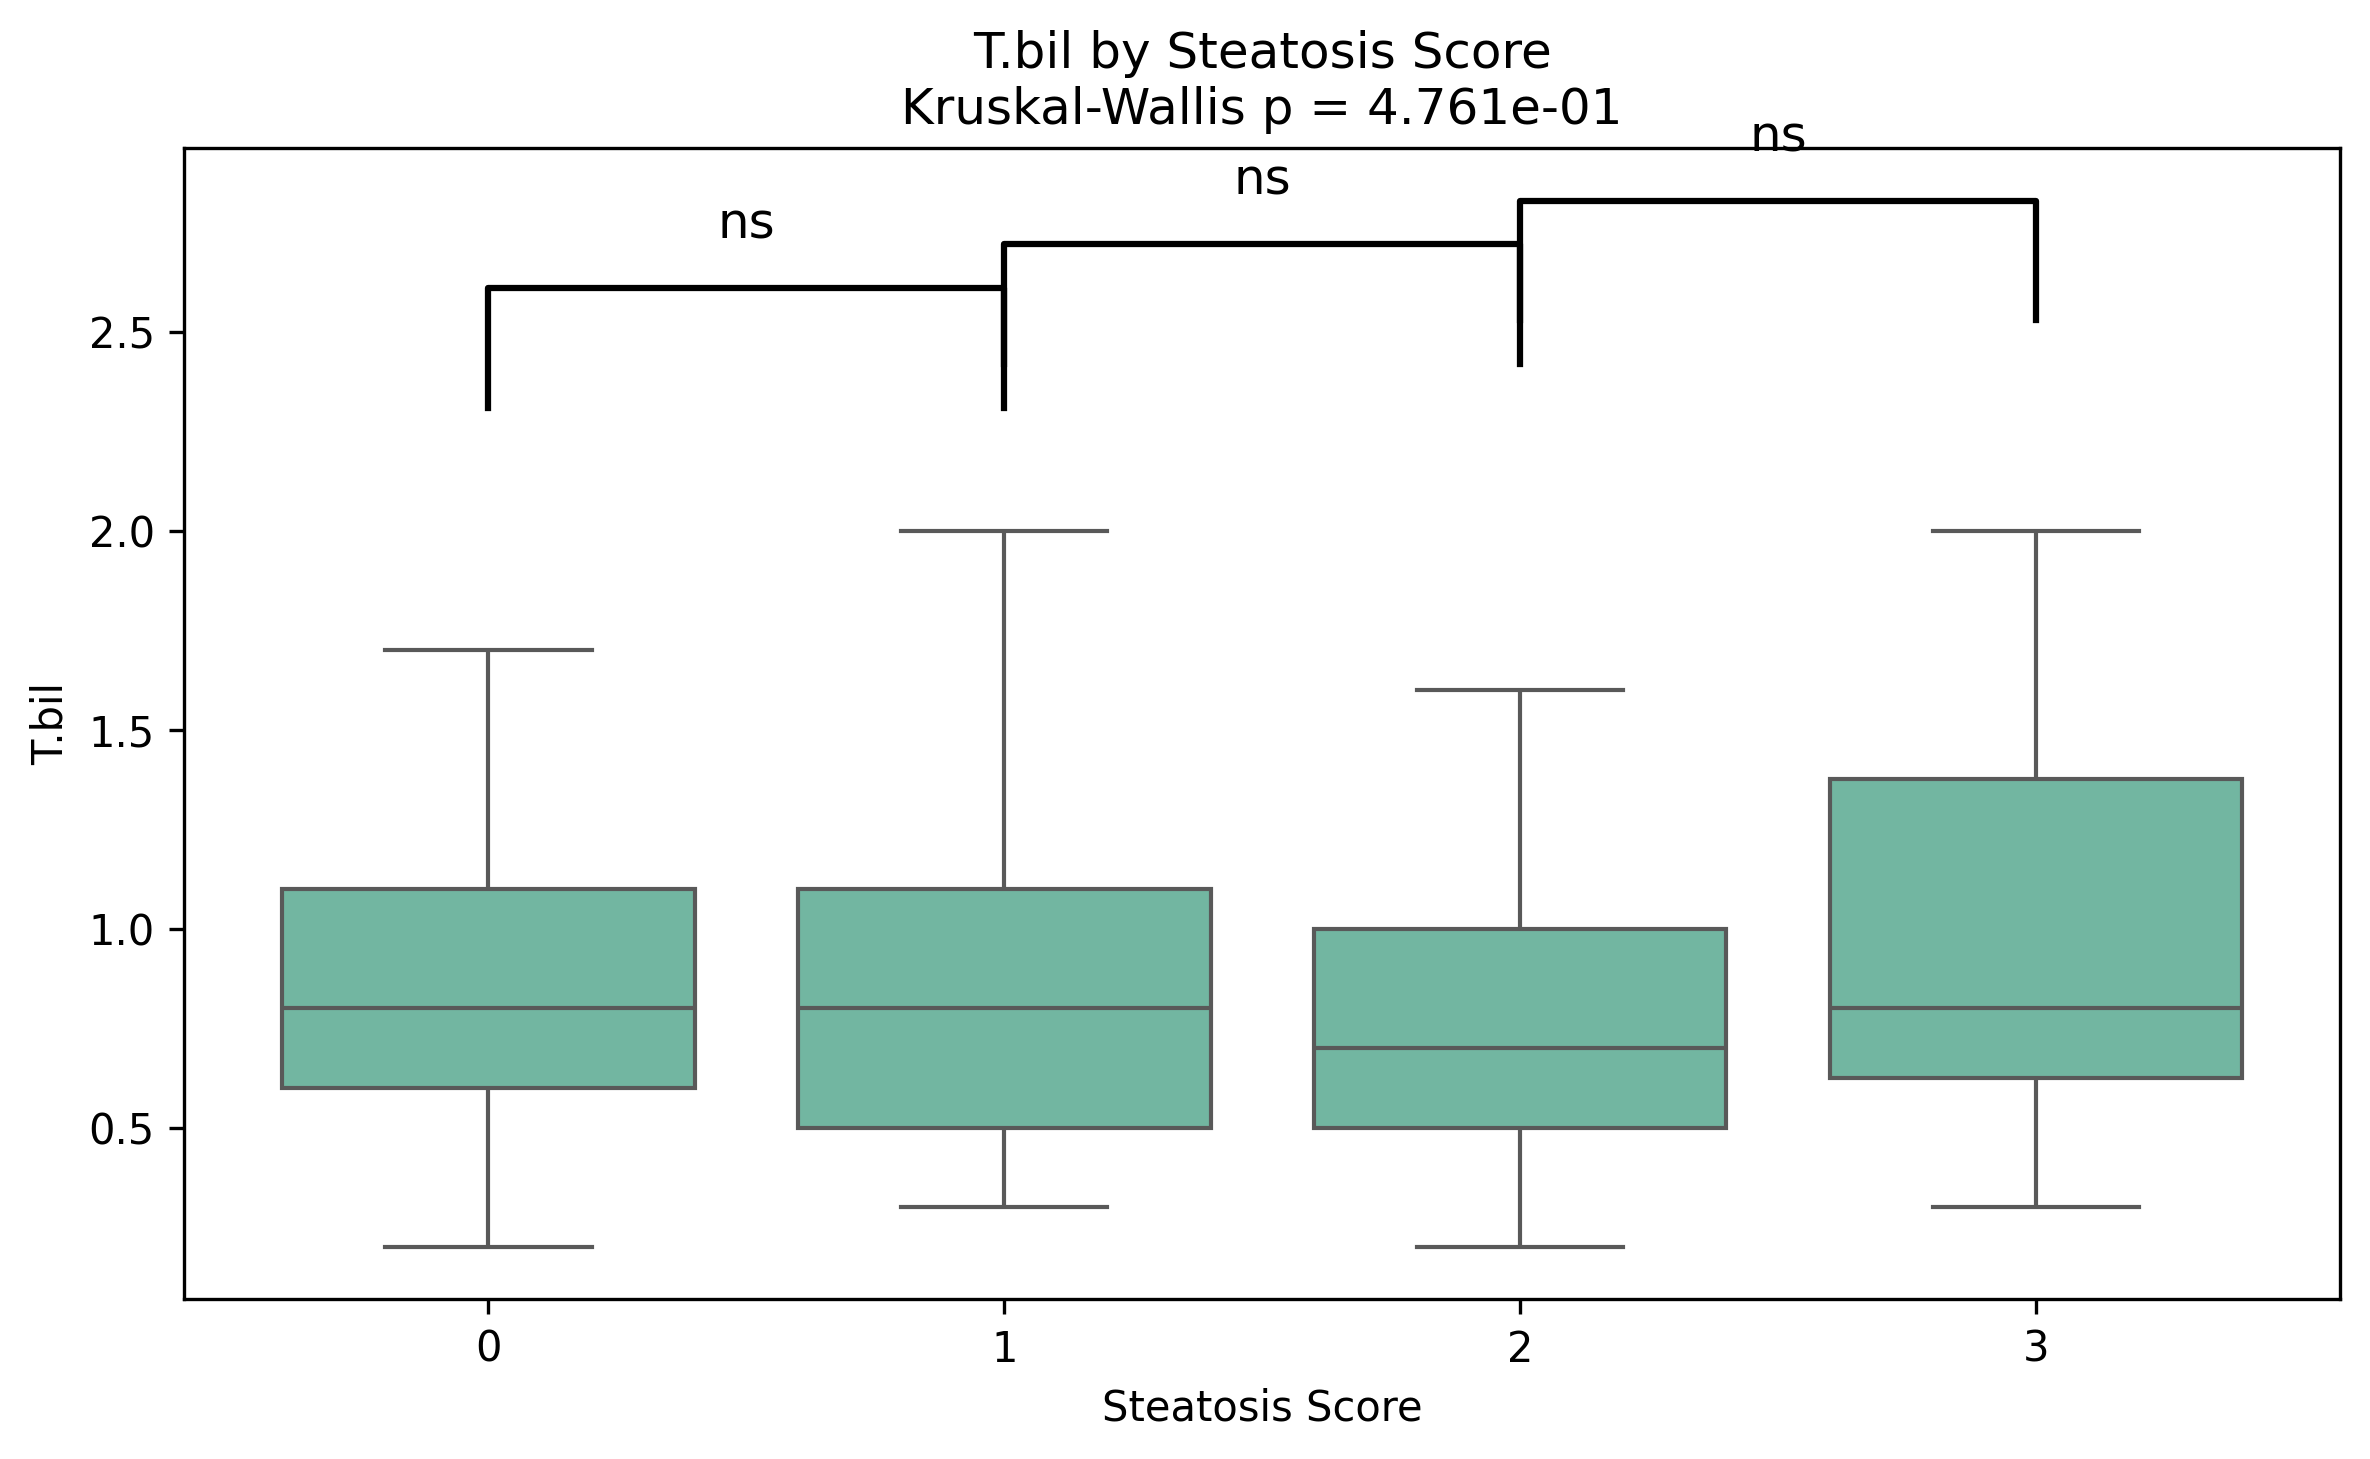 T.bil by Steatosis Score
Kruskal-Wallis p = 4.761e-01
ns
ns
ns
2.5
2.0
1.5
1.0
0.5
T.bil
0
1
2
3
Steatosis Score